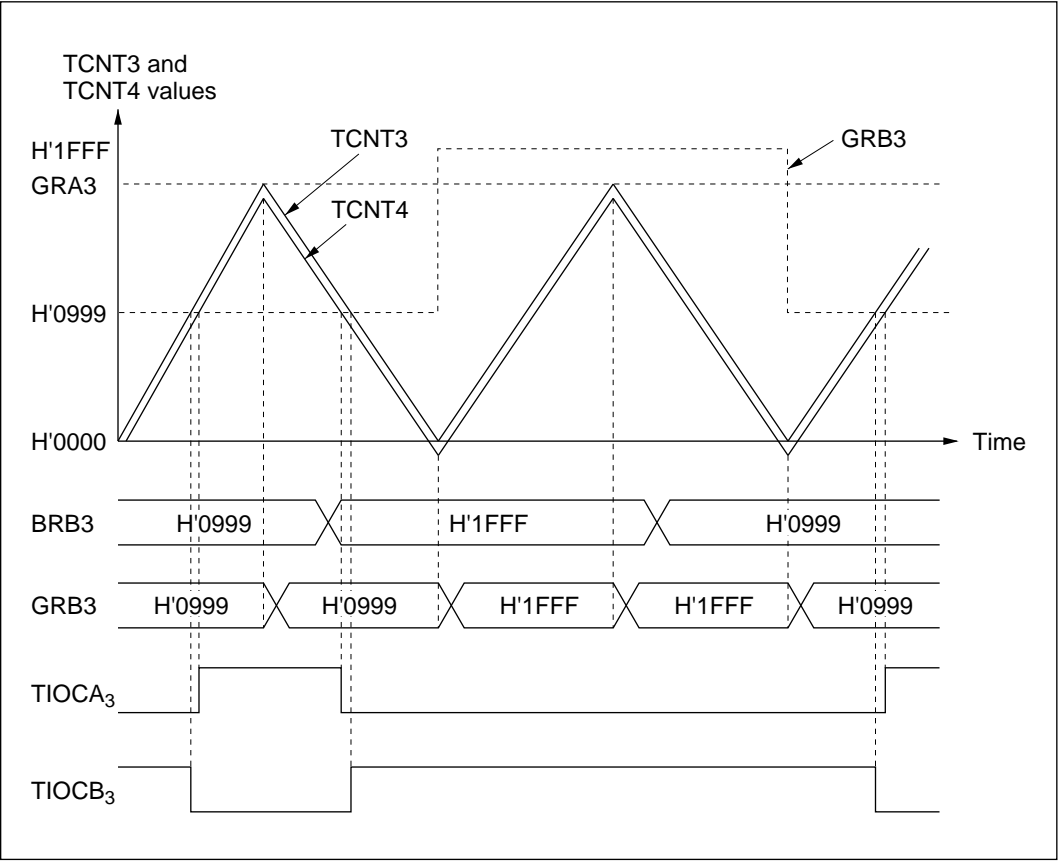 TCNT3 and
TCNT4 values
H'1FFF
TCNT3
GRB3
GRA3
TCNT4
H'0999
H'0000
Time
BRB3 H'0999 H'1FFF H'0999
GRB3 H'0999 H'0999 H'1FFF H'1FFF H'0999
TIOCA3
TIOCB3